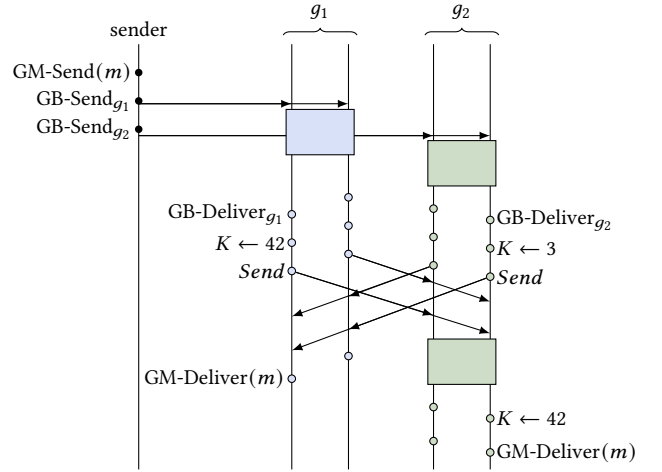 g₁ g₂
sender
GM-Send(m)
GB-Send_g₁
GB-Send_g₂
GB-Deliver_g₁ GB-Deliver_g₂
K ← 42 K ← 3
Send Send
GM-Deliver(m)
K ← 42
GM-Deliver(m)